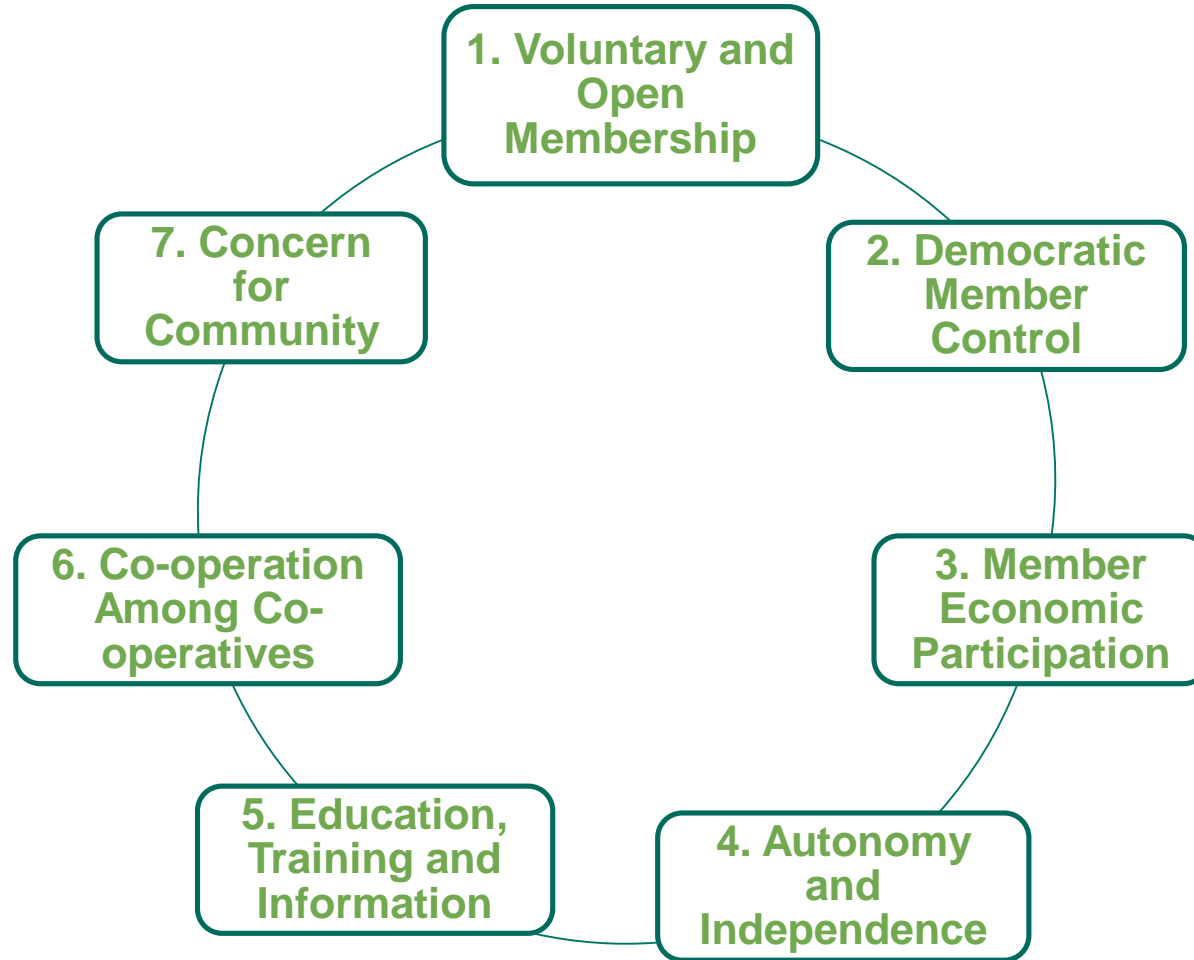 1. Voluntary and
Open
Membership
2. Democratic
Member
Control
3. Member
Economic
Participation
4. Autonomy
and
Independence
5. Education,
Training and
Information
6. Co-operation
Among Co-
operatives
7. Concern
for
Community